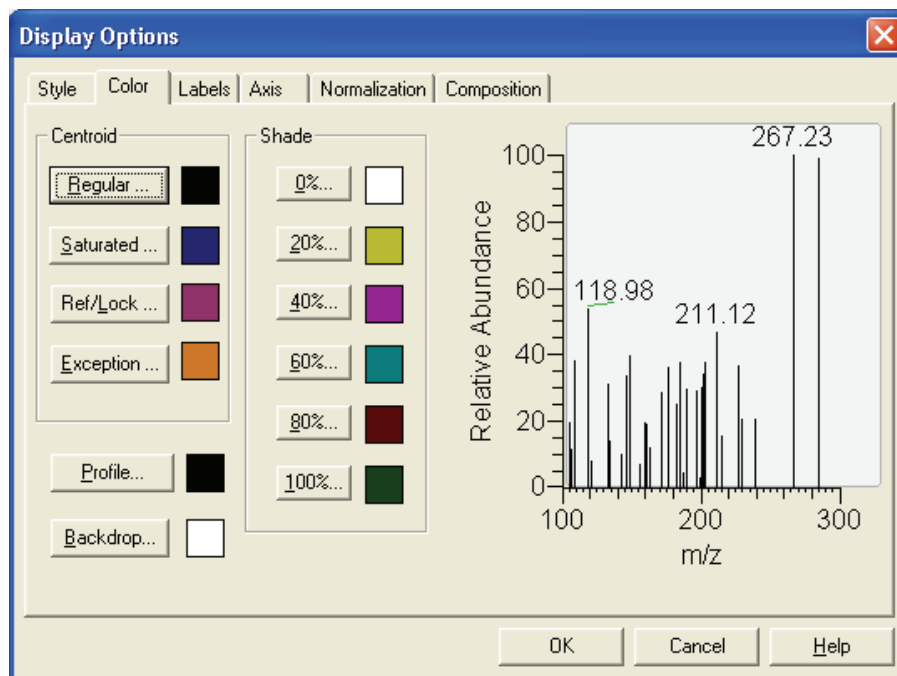 Display Options
Style Color Labels Axis Normalization Composition
Centroid
Regular ...
Saturated ...
Ref/Lock ...
Exception ...
Profile...
Backdrop...
Shade
0%...
20%...
40%...
60%...
80%...
100%...
267.23
118.98
211.12
Relative Abundance
100
80
60
40
20
0
100 200 300
m/z
OK Cancel Help